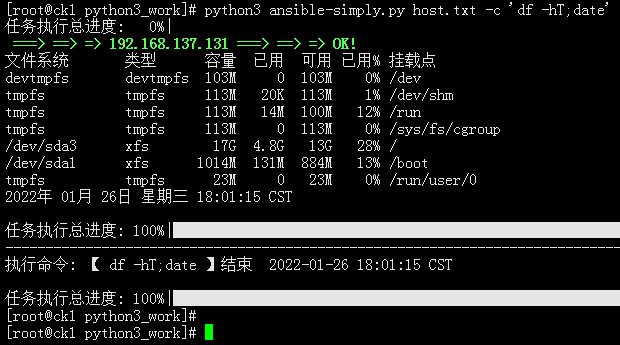 [root@ck1 python3_work]# python3 ansible-simply.py host.txt -c 'df -hT;date'
任务执行总进度:   0%|
===> ==> => 192.168.137.131 ===> ==> => OK!
文件系统       类型      容量  已用  可用 已用% 挂载点
devtmpfs       devtmpfs  103M     0  103M    0% /dev
tmpfs          tmpfs     113M   20K  113M    1% /dev/shm
tmpfs          tmpfs     113M   14M  100M   12% /run
tmpfs          tmpfs     113M     0  113M    0% /sys/fs/cgroup
/dev/sda3      xfs        17G  4.8G   13G   28% /
/dev/sda1      xfs      1014M  131M  884M   13% /boot
tmpfs          tmpfs      23M     0   23M    0% /run/user/0
2022年 01月 26日 星期三 18:01:15 CST
任务执行总进度: 100%|
--------------------------------------------------------------------------------
执行命令: 【 df -hT;date 】结束  2022-01-26 18:01:15 CST
任务执行总进度: 100%|
[root@ck1 python3_work]#
[root@ck1 python3_work]#